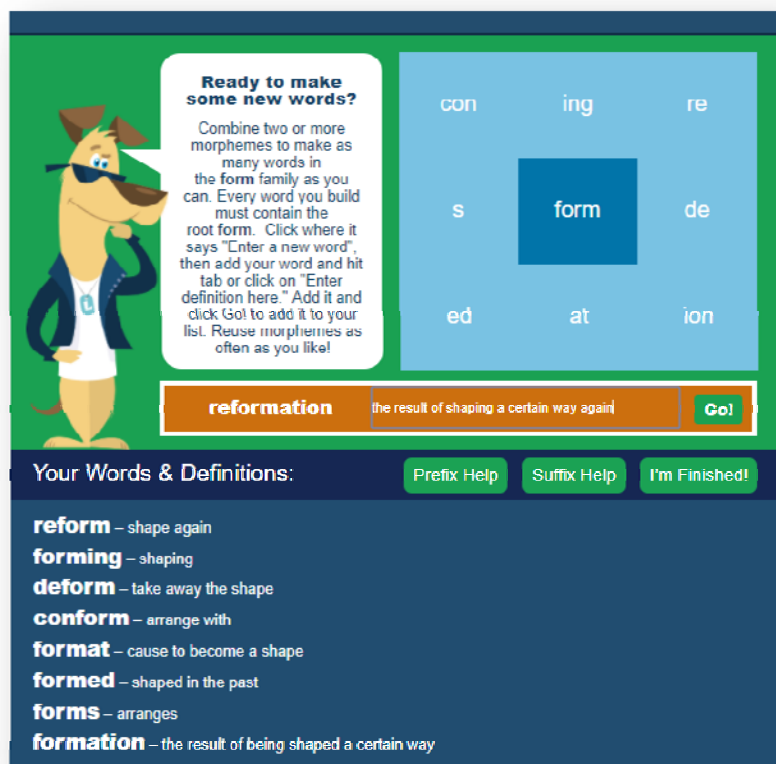 Ready to make
some new words?
Combine two or more
morphemes to make as
many words in
the form family as you
can. Every word you build
must contain the
root form. Click where it
says "Enter a new word",
then add your word and hit
tab or click on "Enter
definition here." Add it and
click Go! to add it to your
list. Reuse morphemes as
often as you like!
con ing re
s form de
ed at ion
reformation the result of shaping a certain way again Go!
Your Words & Definitions: Prefix Help Suffix Help I'm Finished!
reform – shape again
forming – shaping
deform – take away the shape
conform – arrange with
format – cause to become a shape
formed – shaped in the past
forms – arranges
formation – the result of being shaped a certain way